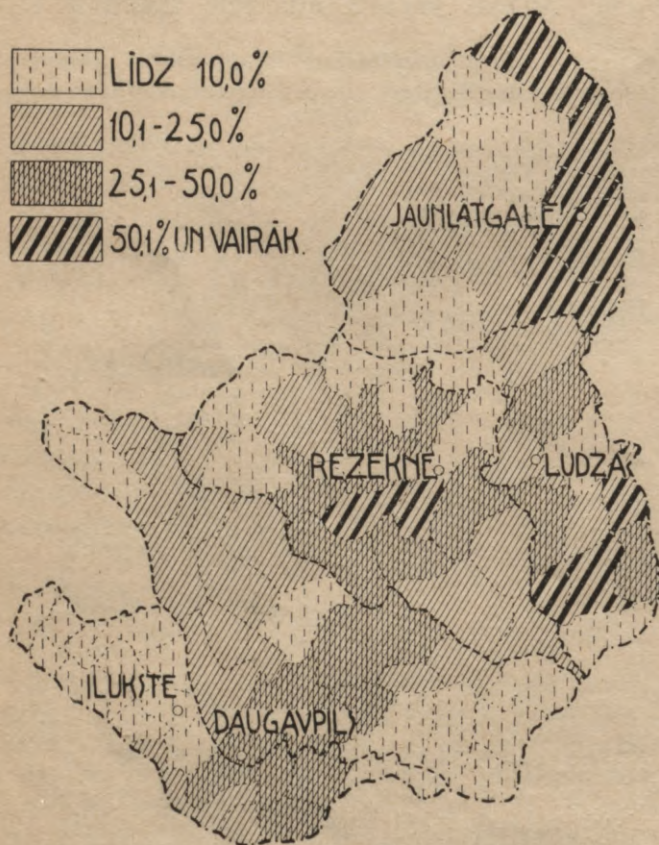 LĪDZ 10,0%
10,1-25,0%
25,1-50,0%
50,1% UN VAIRĀK.
JAUNLATGALE
REZEKNE
LUDZA
ILUKSTE
DAUGAVPILS